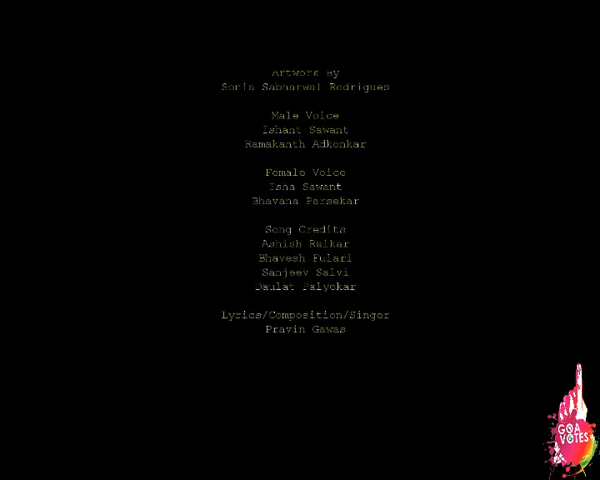 Artwork By
Sonia Sabharwal Rodrigues
Male Voice
Ishant Sawant
Ramakanth Adkonkar
Female Voice
Isha Sawant
Bhavana Parsekar
Song Credits
Ashish Raikar
Bhavesh Fulari
Sanjeev Salvi
Daulat Palyekar
Lyrics/Composition/Singer
Pravin Gawas
GOA
VOTES